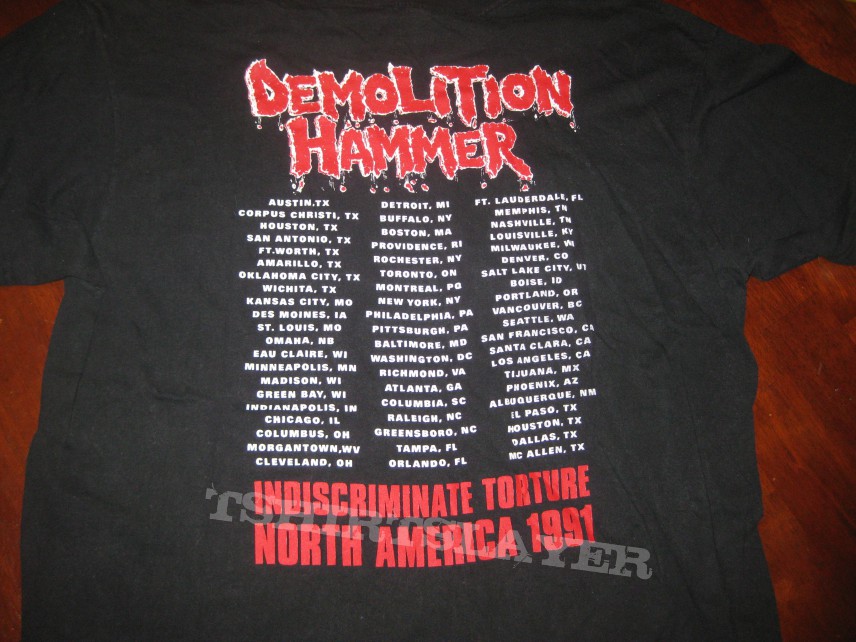 DEMOLITION
HAMMER
AUSTIN,TX
CORPUS CHRISTI, TX
HOUSTON, TX
SAN ANTONIO, TX
FT.WORTH, TX
AMARILLO, TX
OKLAHOMA CITY, TX
WICHITA, TX
KANSAS CITY, MO
DES MOINES, IA
ST. LOUIS, MO
OMAHA, NB
EAU CLAIRE, WI
MINNEAPOLIS, MN
MADISON, WI
GREEN BAY, WI
INDIANAPOLIS, IN
CHICAGO, IL
COLUMBUS, OH
MORGANTOWN,WV
CLEVELAND, OH
DETROIT, MI
BUFFALO, NY
BOSTON, MA
PROVIDENCE, RI
ROCHESTER, NY
TORONTO, ON
MONTREAL, PG
NEW YORK, NY
PHILADELPHIA, PA
PITTSBURGH, PA
BALTIMORE, MD
WASHINGTON, DC
RICHMOND, VA
ATLANTA, GA
COLUMBIA, SC
RALEIGH, NC
GREENSBORO, NC
TAMPA, FL
ORLANDO, FL
FT. LAUDERDALE, FL
MEMPHIS, TN
NASHVILLE, TN
LOUISVILLE, KY
MILWAUKEE, WI
DENVER, CO
SALT LAKE CITY, UT
BOISE, ID
PORTLAND, OR
VANCOUVER, BC
SEATTLE, WA
SAN FRANCISCO, CA
SANTA CLARA, CA
LOS ANGELES, CA
TIJUANA, MX
PHOENIX, AZ
ALBUQUERQUE, NM
EL PASO, TX
HOUSTON, TX
DALLAS, TX
MC ALLEN, TX
INDISCRIMINATE TORTURE
NORTH AMERICA 1991
TSHIRTSLAYER